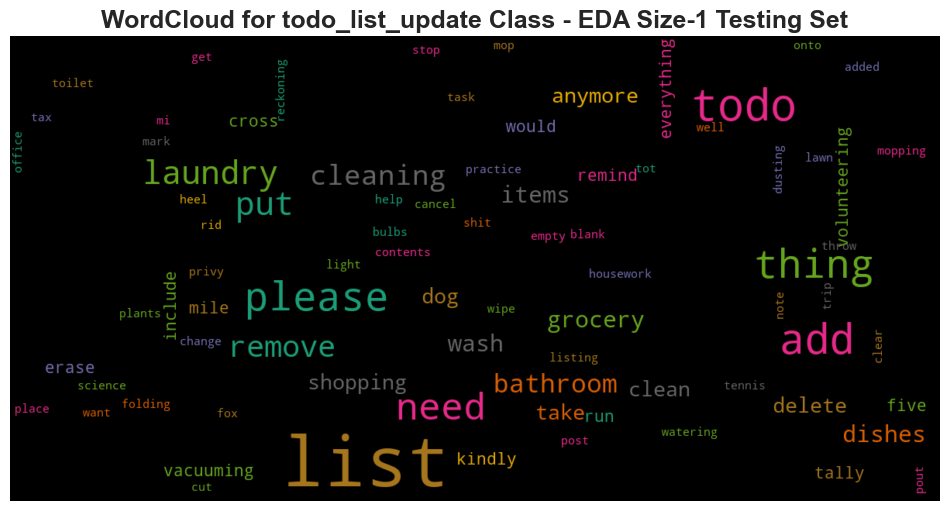 WordCloud for todo_list_update Class - EDA Size-1 Testing Set
stop
mop
onto
get
everything
added
toilet
reckoning
task
anymore
todo
tax
mi
cross
would
well
office
mark
volunteering
mopping
laundry
cleaning
practice
remind
tot
dusting
lawn
heel
put
help
cancel
items
rid
bulbs
shit
empty
blank
throw
contents
light
thing
include
privy
housework
trip
please
dog
note
plants
mile
wipe
grocery
change
remove
wash
add
clear
erase
listing
science
shopping
bathroom
clean
tennis
place
want
folding
fox
need
take
run
delete
five
post
watering
dishes
list
kindly
vacuuming
tally
cut
pout